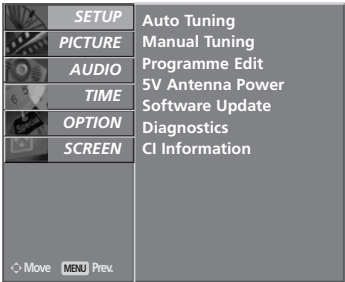 SETUP
PICTURE
AUDIO
TIME
OPTION
SCREEN
Auto Tuning
Manual Tuning
Programme Edit
5V Antenna Power
Software Update
Diagnostics
CI Information
Move MENU Prev.